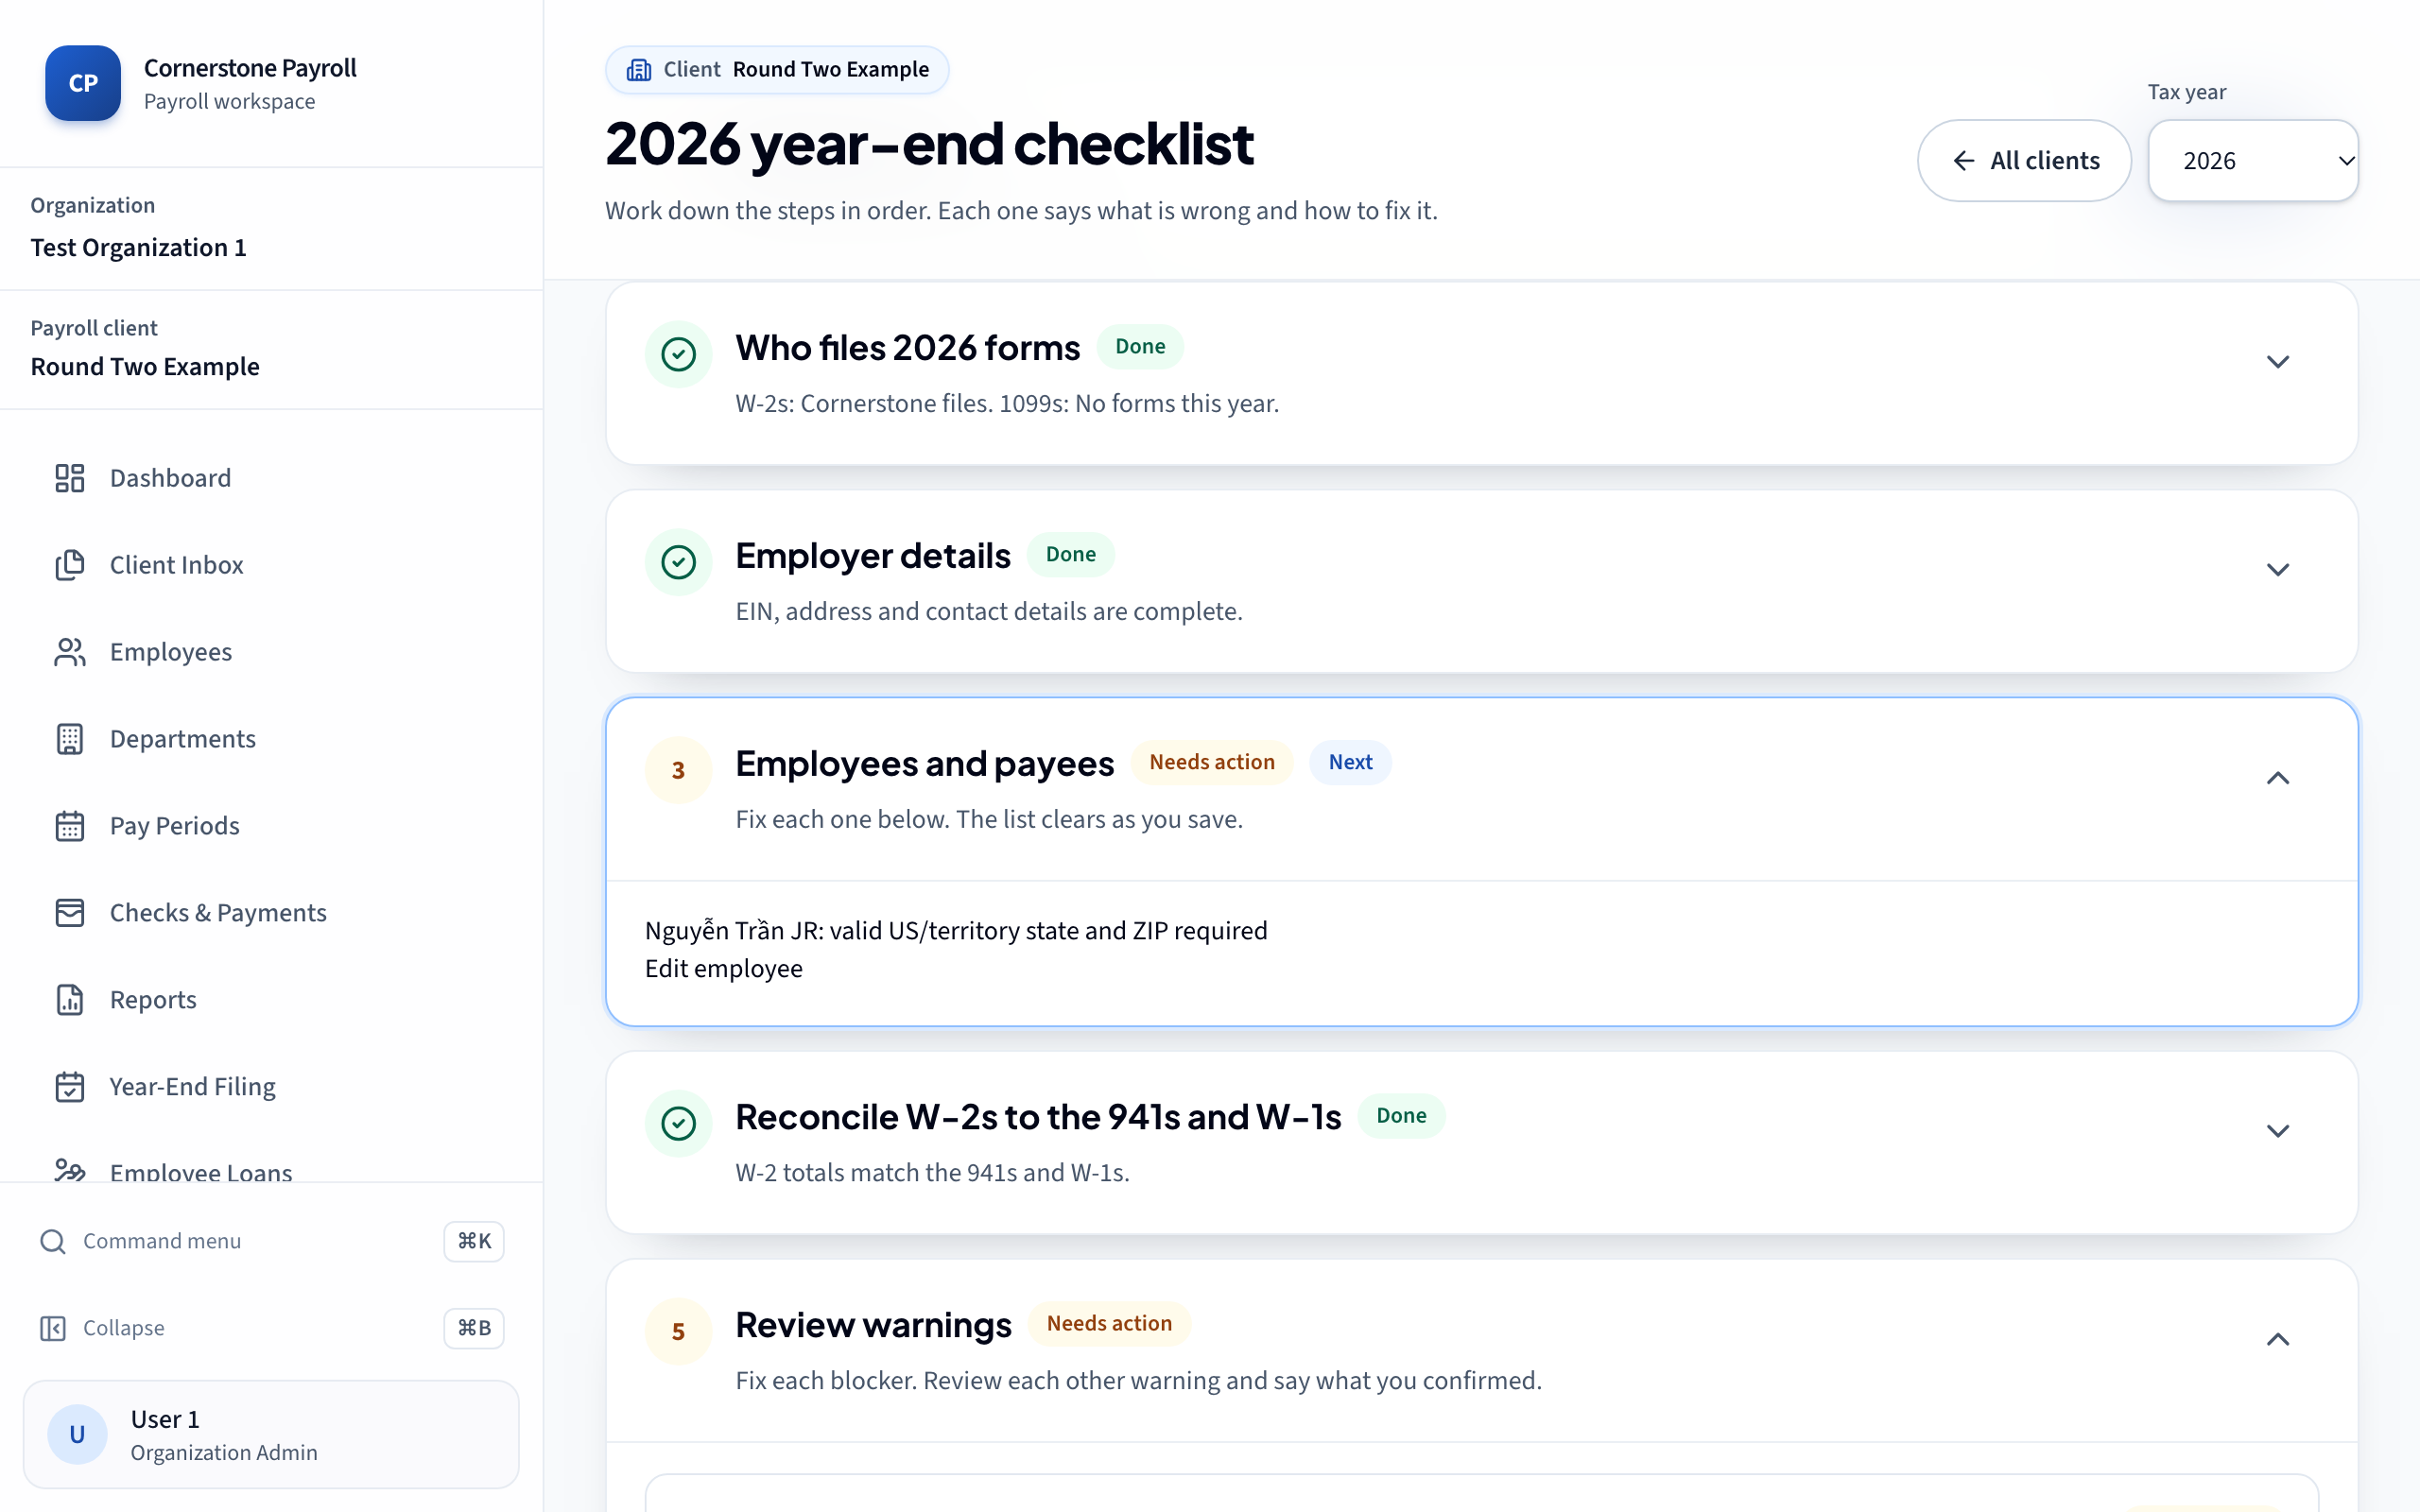 CP
Cornerstone Payroll
Payroll workspace
Organization
Test Organization 1
Payroll client
Round Two Example
Dashboard
Client Inbox
Employees
Departments
Pay Periods
Checks & Payments
Reports
Year-End Filing
Employee Loans
Command menu
⌘K
Collapse
⌘B
U
User 1
Organization Admin
Client Round Two Example
2026 year-end checklist
Work down the steps in order. Each one says what is wrong and how to fix it.
All clients
Tax year
2026
Who files 2026 forms
Done
W-2s: Cornerstone files. 1099s: No forms this year.
Employer details
Done
EIN, address and contact details are complete.
3
Employees and payees
Needs action
Next
Fix each one below. The list clears as you save.
Nguyễn Trần JR: valid US/territory state and ZIP required
Edit employee
Reconcile W-2s to the 941s and W-1s
Done
W-2 totals match the 941s and W-1s.
5
Review warnings
Needs action
Fix each blocker. Review each other warning and say what you confirmed.